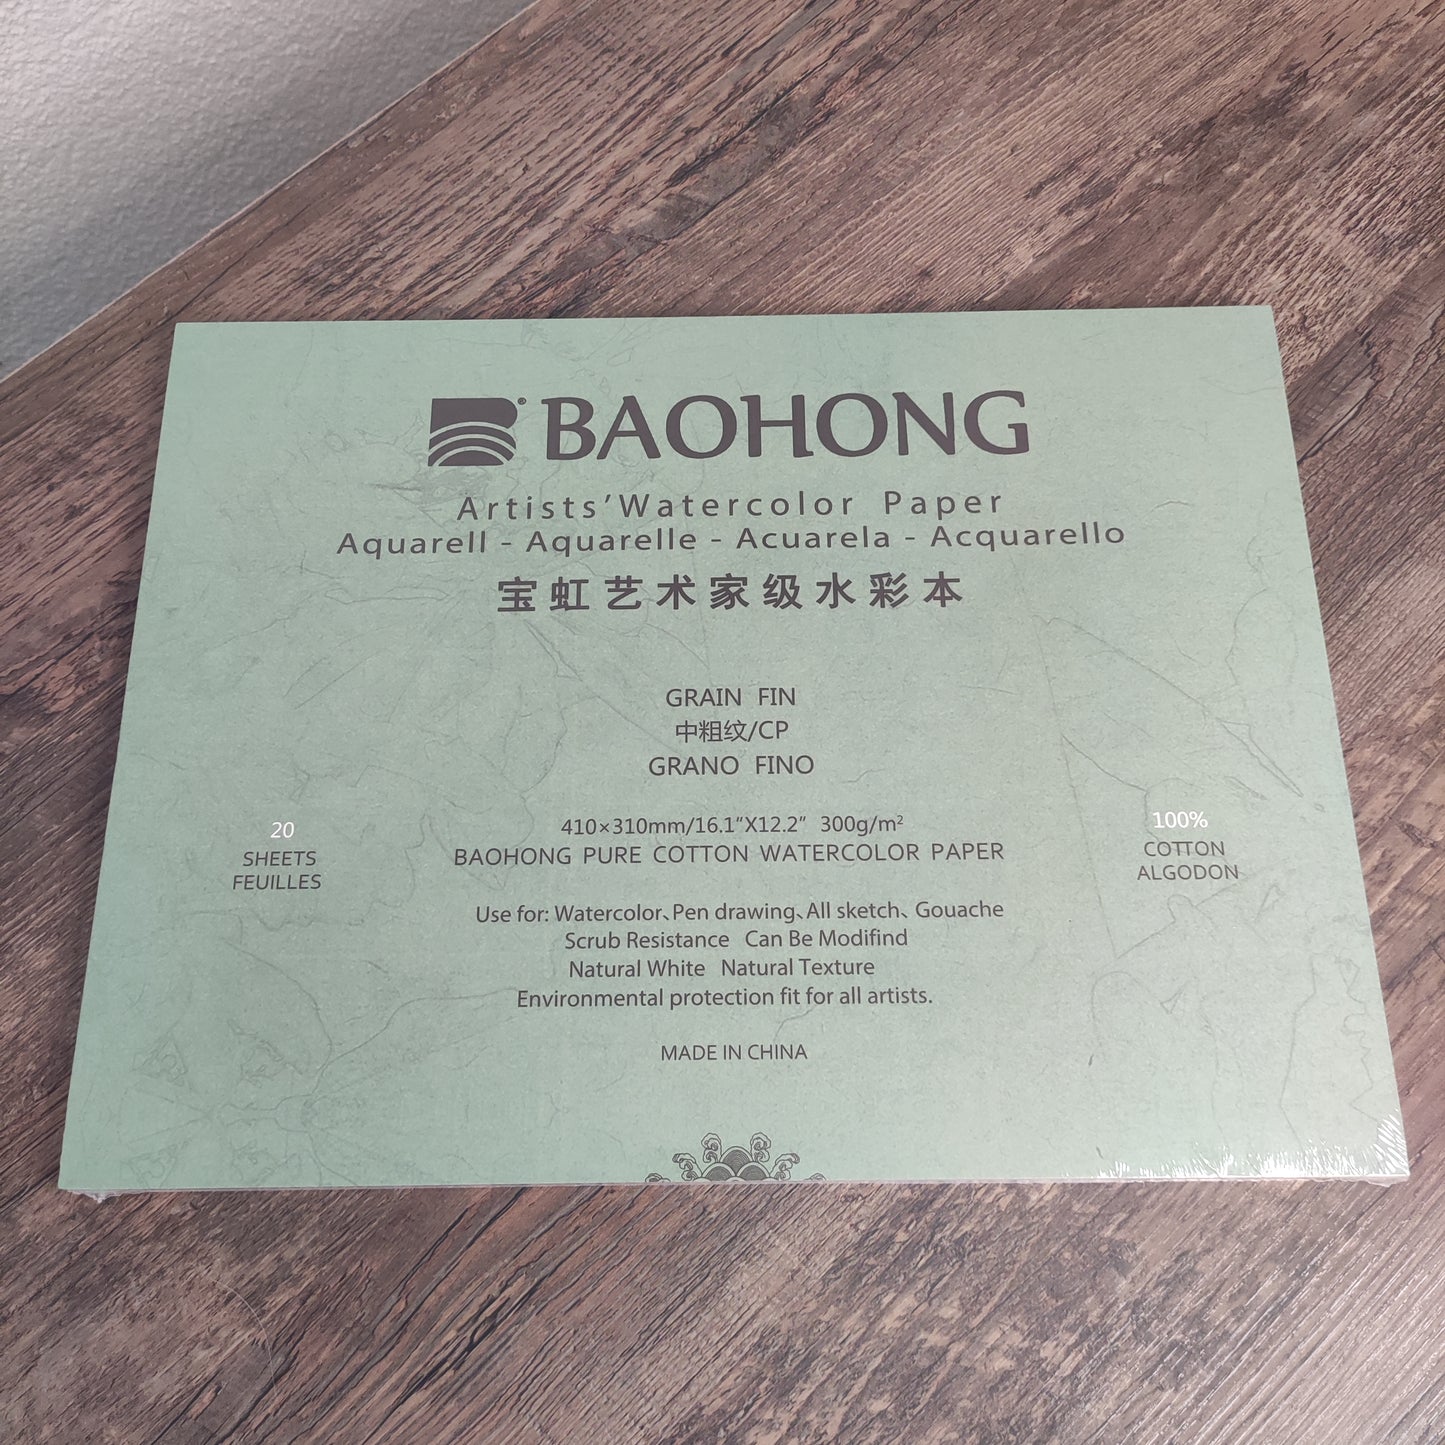 ® BAOHONG
Artists' Watercolor Paper
Aquarell - Aquarelle - Acuarela - Acquarello
宝虹艺术家级水彩本
GRAIN FIN
中粗纹/CP
GRANO FINO
20
SHEETS
FEUILLES
410×310mm/16.1"X12.2" 300g/m²
BAOHONG PURE COTTON WATERCOLOR PAPER
100%
COTTON
ALGODON
Use for: Watercolor、Pen drawing、All sketch、Gouache
Scrub Resistance Can Be Modifind
Natural White Natural Texture
Environmental protection fit for all artists.
MADE IN CHINA